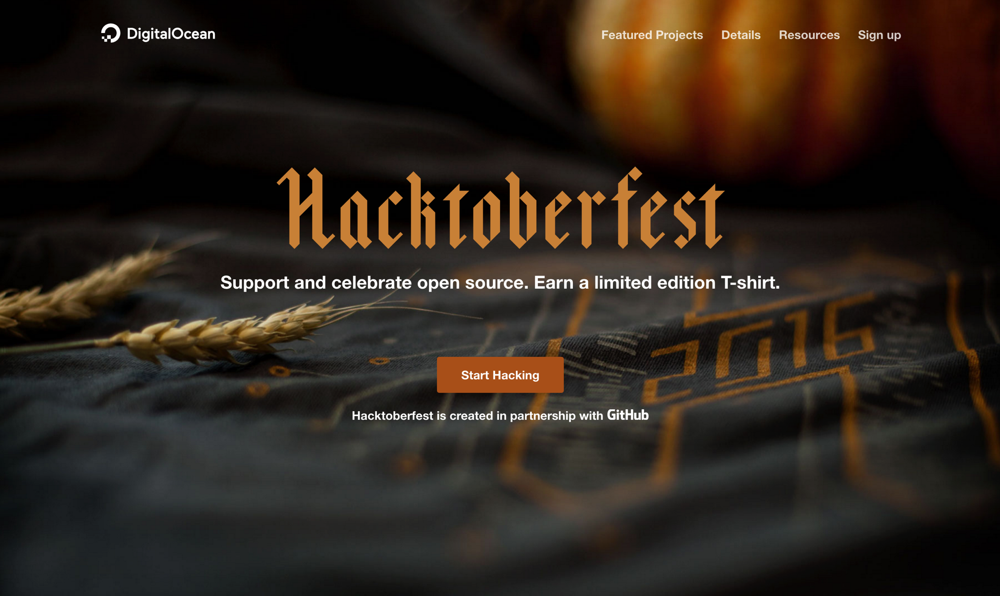 DigitalOcean
Featured Projects
Details
Resources
Sign up
Hacktoberfest
Support and celebrate open source. Earn a limited edition T-shirt.
Start Hacking
Hacktoberfest is created in partnership with GitHub